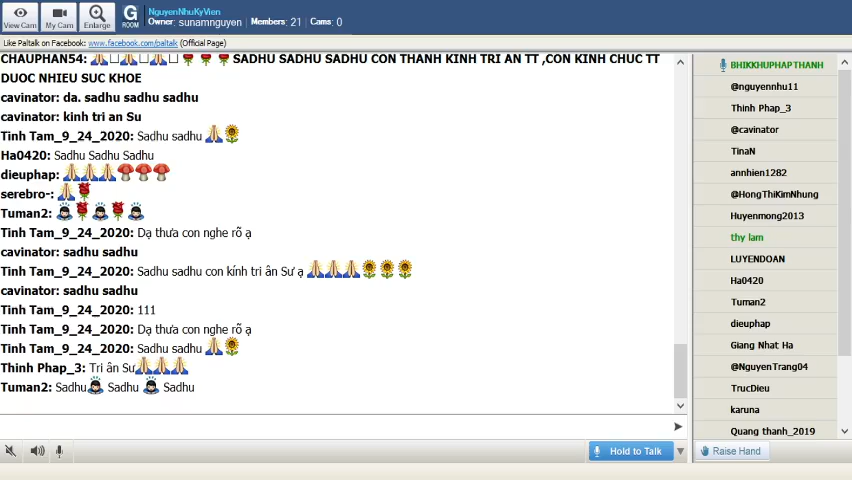 NguyenNhuKyVien
Owner: sunamnguyen Members: 21 Cams: 0
View Cam
My Cam
Enlarge
G
ROOM
Like Paltalk on Facebook: www.facebook.com/paltalk (Official Page)
CHAUPHAN54: SADHU SADHU SADHU CON THANH KINH TRI AN TT ,CON KINH CHUC TT
DUOC NHIEU SUC KHOE
cavinator: da. sadhu sadhu sadhu
cavinator: kinh tri an Su
Tinh Tam_9_24_2020: Sadhu sadhu
Ha0420: Sadhu Sadhu Sadhu
dieuphap:
serebro-:
Tuman2:
Tinh Tam_9_24_2020: Dạ thưa con nghe rõ ạ
cavinator: sadhu sadhu
Tinh Tam_9_24_2020: Sadhu sadhu con kính tri ân Sư ạ
cavinator: sadhu sadhu
Tinh Tam_9_24_2020: 111
Tinh Tam_9_24_2020: Dạ thưa con nghe rõ ạ
Tinh Tam_9_24_2020: Sadhu sadhu
Thinh Phap_3: Tri ân Sư
Tuman2: Sadhu Sadhu Sadhu
Hold to Talk
BHIKKHUPHAPTHANH
@nguyennhu11
Thinh Phap_3
@cavinator
TinaN
annhien1282
@HongThiKimNhung
Huyenmong2013
thy lam
LUYENDOAN
Ha0420
Tuman2
dieuphap
Giang Nhat Ha
@NguyenTrang04
TrucDieu
karuna
Quang thanh_2019
Raise Hand